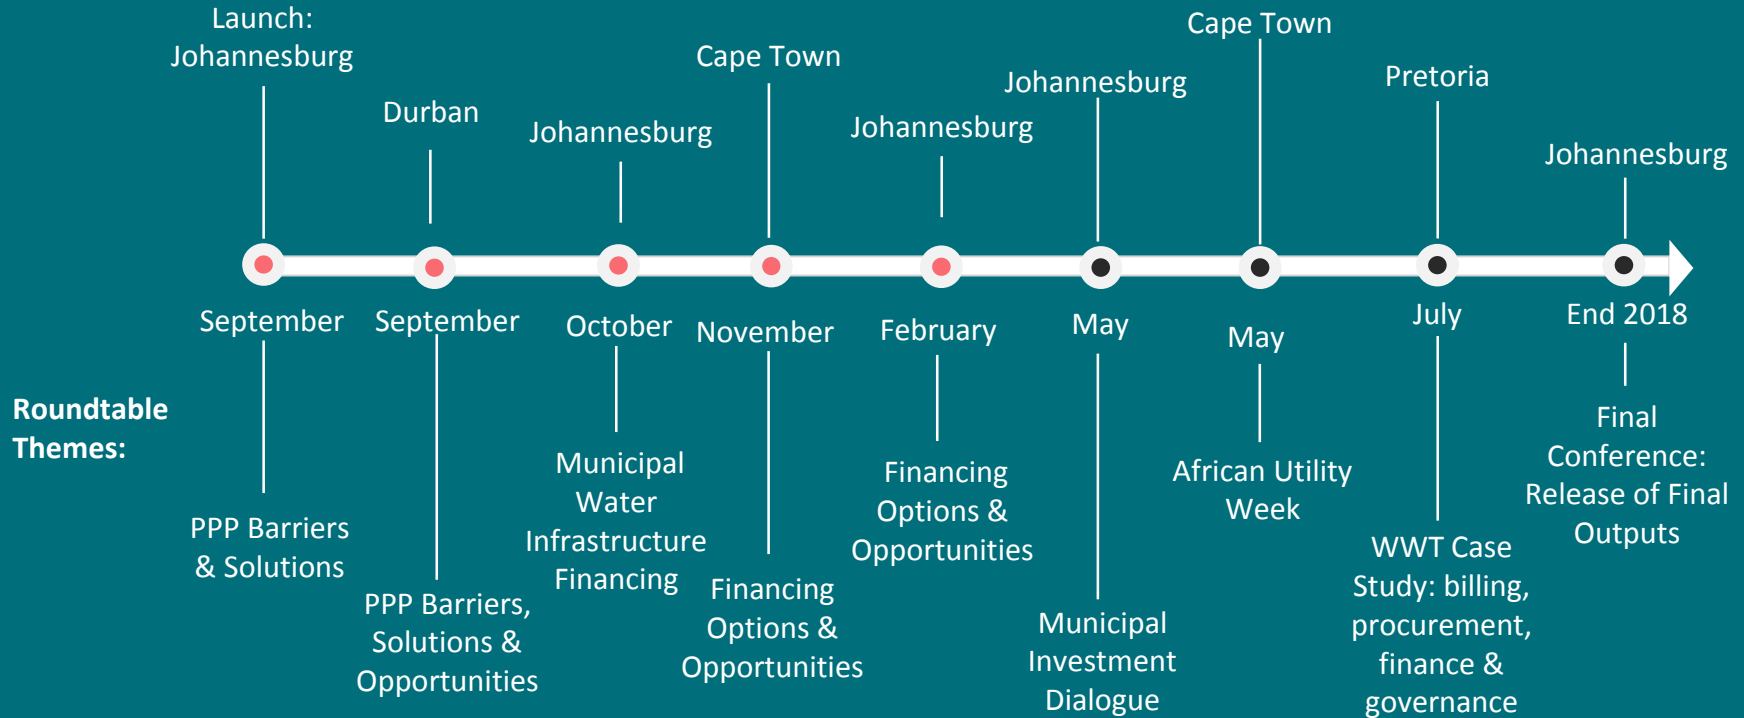 Launch:
Johannesburg
Durban
Johannesburg
Cape Town
Johannesburg
Johannesburg
Cape Town
Pretoria
Johannesburg
September
September
October
November
February
May
May
July
End 2018
Roundtable
Themes:
PPP Barriers
& Solutions
PPP Barriers,
Solutions &
Opportunities
Municipal
Water
Infrastructure
Financing
Financing
Options &
Opportunities
Financing
Options &
Opportunities
Municipal
Investment
Dialogue
African Utility
Week
WWT Case
Study: billing,
procurement,
finance &
governance
Final
Conference:
Release of Final
Outputs